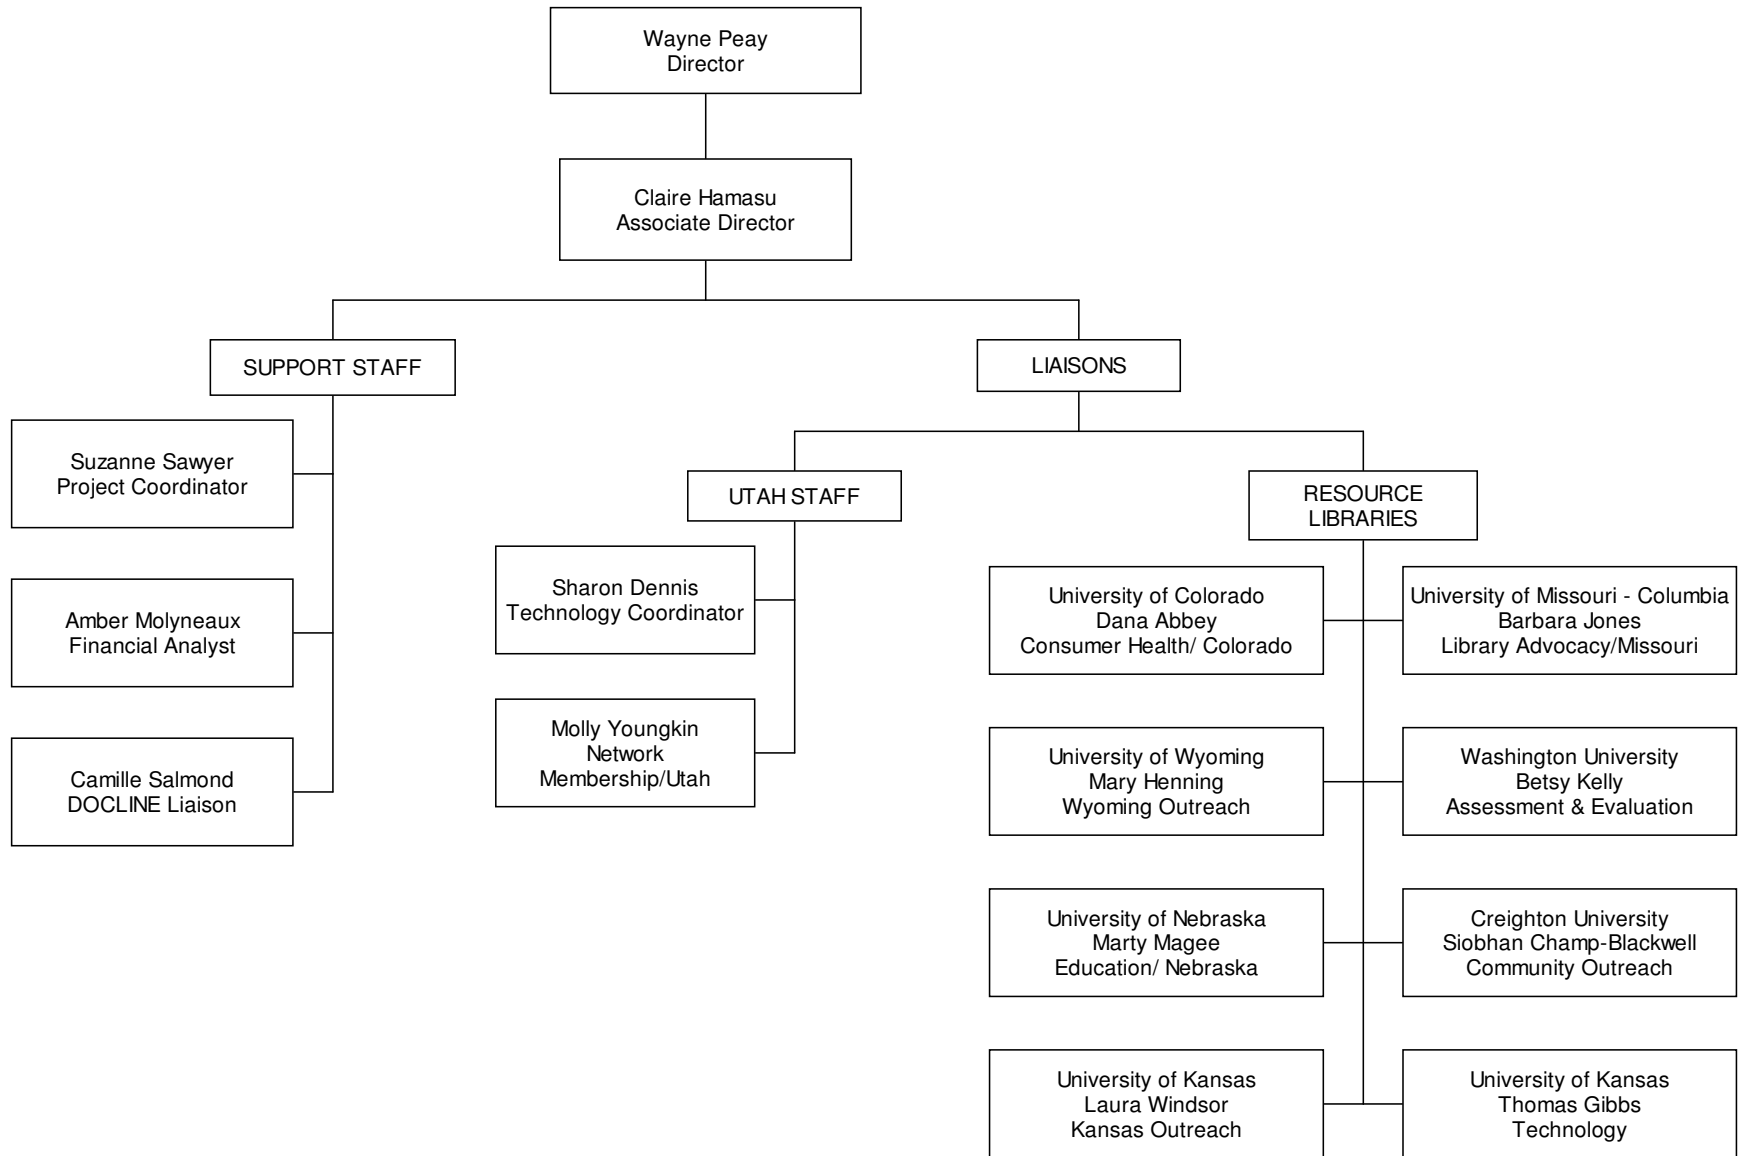 Wayne Peay
Director
Claire Hamasu
Associate Director
SUPPORT STAFF
Suzanne Sawyer
Project Coordinator
Amber Molyneaux
Financial Analyst
Camille Salmond
DOCLINE Liaison
LIAISONS
UTAH STAFF
Sharon Dennis
Technology Coordinator
Molly Youngkin
Network
Membership/Utah
RESOURCE
LIBRARIES
University of Colorado
Dana Abbey
Consumer Health/ Colorado
University of Missouri - Columbia
Barbara Jones
Library Advocacy/Missouri
University of Wyoming
Mary Henning
Wyoming Outreach
Washington University
Betsy Kelly
Assessment & Evaluation
University of Nebraska
Marty Magee
Education/ Nebraska
Creighton University
Siobhan Champ-Blackwell
Community Outreach
University of Kansas
Laura Windsor
Kansas Outreach
University of Kansas
Thomas Gibbs
Technology